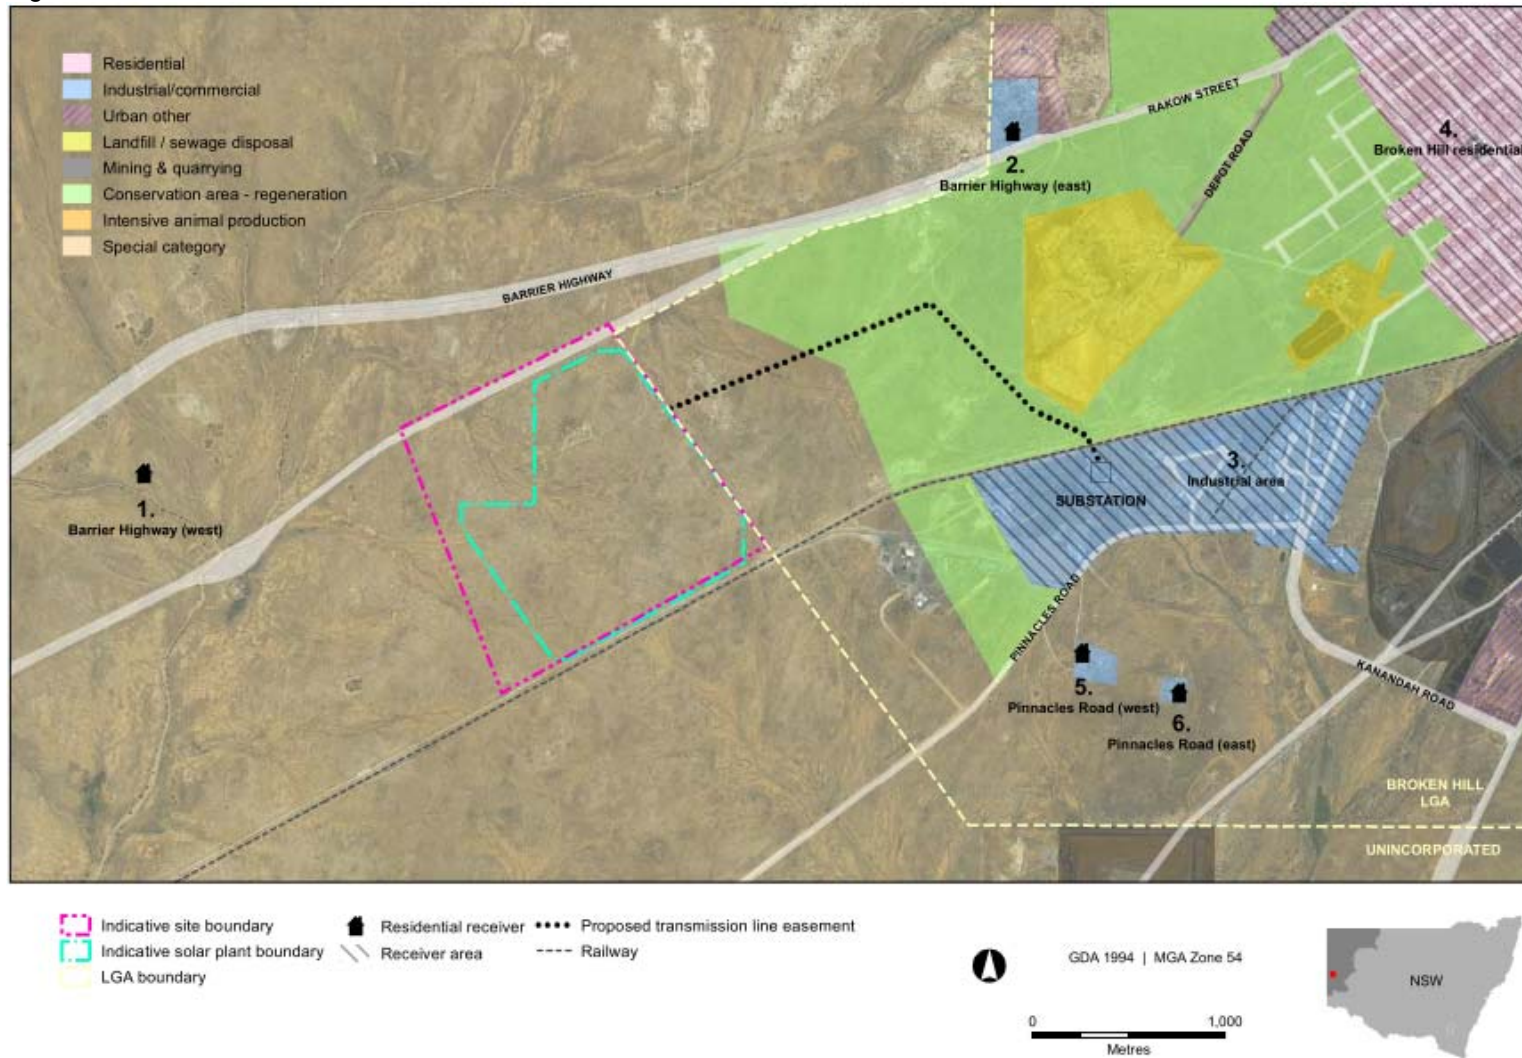 Residential
Industrial/commercial
Urban other
Landfill / sewage disposal
Mining & quarrying
Conservation area - regeneration
Intensive animal production
Special category
RAKOW STREET
DEPOT ROAD
4.
Broken Hill residential
2.
Barrier Highway (east)
BARRIER HIGHWAY
1.
Barrier Highway (west)
3.
Industrial area
SUBSTATION
PINNACLES ROAD
5.
Pinnacles Road (west)
6.
Pinnacles Road (east)
KANANDAH ROAD
BROKEN HILL
LGA
UNINCORPORATED
Indicative site boundary
Indicative solar plant boundary
LGA boundary
Residential receiver
Receiver area
Proposed transmission line easement
Railway
GDA 1994 | MGA Zone 54
0 1,000
Metres
NSW